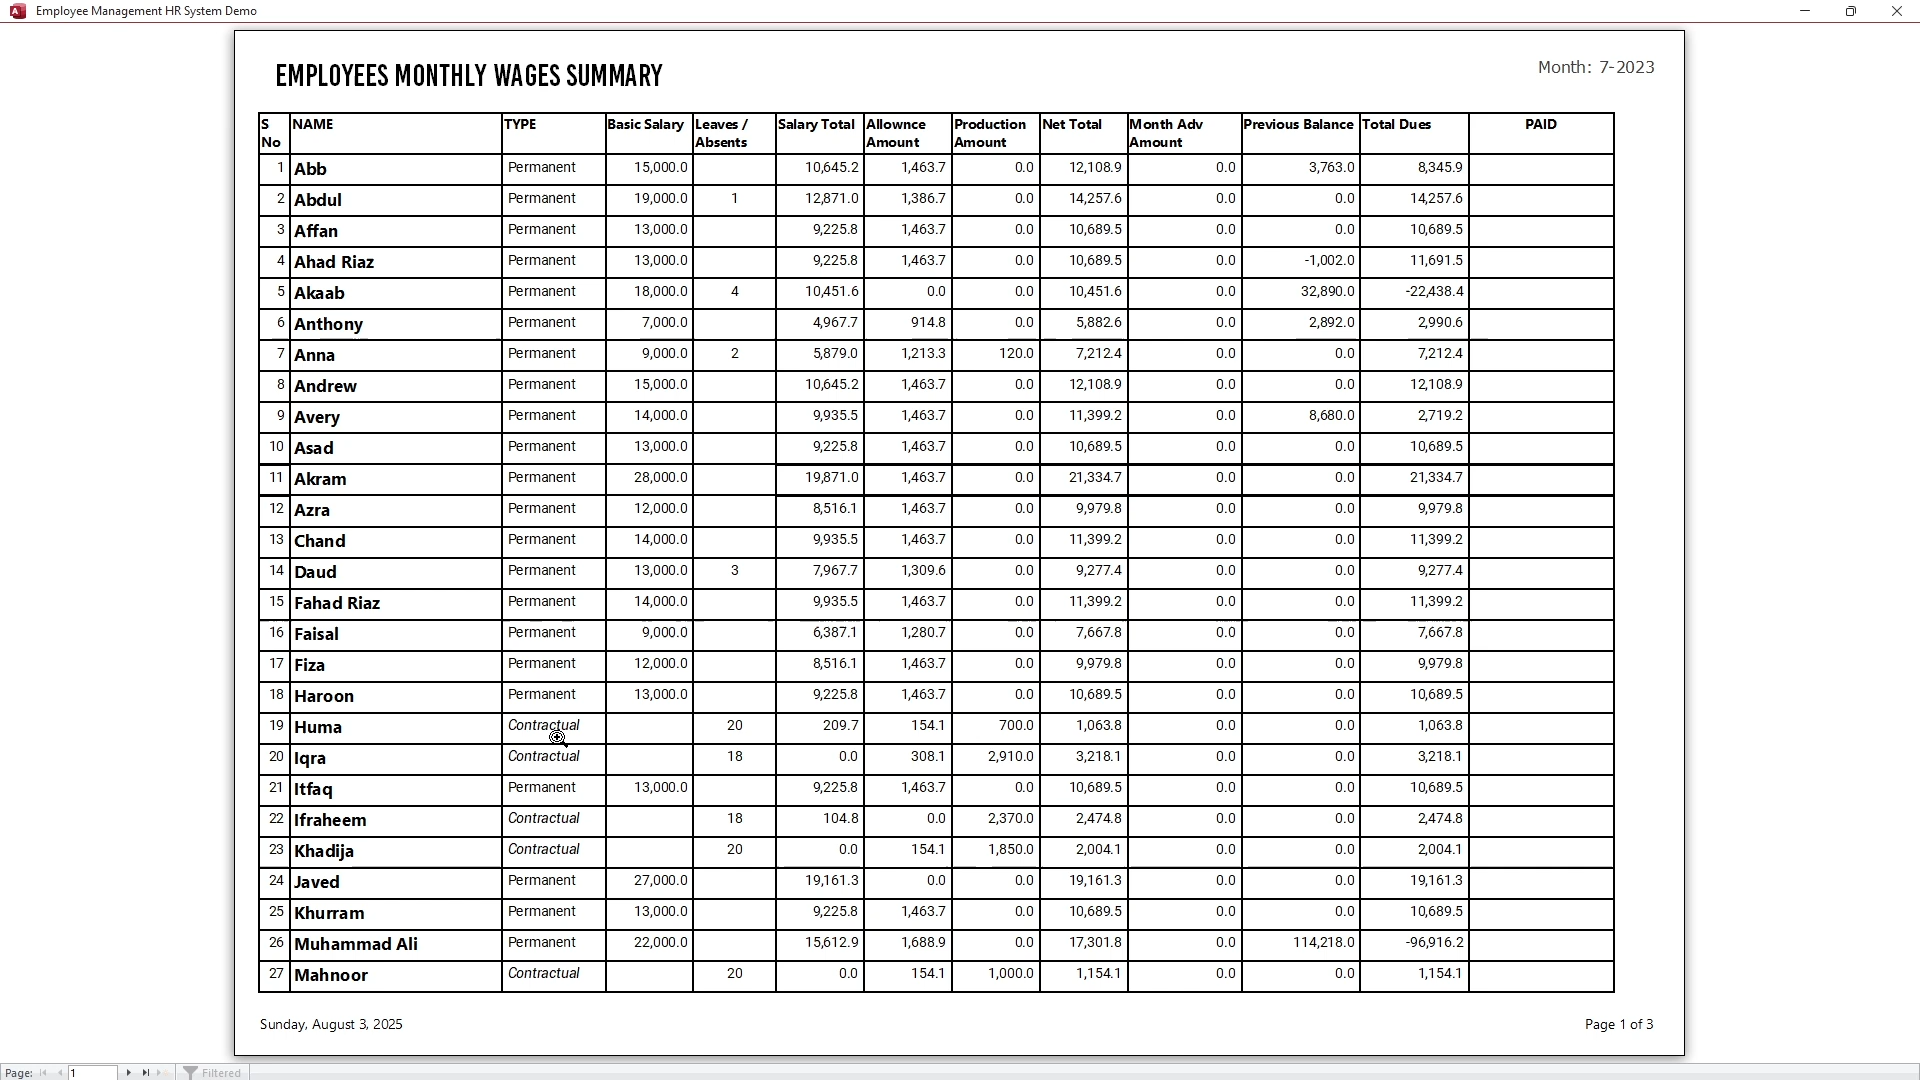 Employee Management HR System Demo
EMPLOYEES MONTHLY WAGES SUMMARY
Month: 7-2023
S No NAME TYPE Basic Salary Leaves / Absents Salary Total Allownce Amount Production Amount Net Total Month Adv Amount Previous Balance Total Dues PAID
1 Abb Permanent 15,000.0 10,645.2 1,463.7 0.0 12,108.9 0.0 3,763.0 8,345.9
2 Abdul Permanent 19,000.0 1 12,871.0 1,386.7 0.0 14,257.6 0.0 0.0 14,257.6
3 Affan Permanent 13,000.0 9,225.8 1,463.7 0.0 10,689.5 0.0 0.0 10,689.5
4 Ahad Riaz Permanent 13,000.0 9,225.8 1,463.7 0.0 10,689.5 0.0 -1,002.0 11,691.5
5 Akaab Permanent 18,000.0 4 10,451.6 0.0 0.0 10,451.6 0.0 32,890.0 -22,438.4
6 Anthony Permanent 7,000.0 4,967.7 914.8 0.0 5,882.6 0.0 2,892.0 2,990.6
7 Anna Permanent 9,000.0 2 5,879.0 1,213.3 120.0 7,212.4 0.0 0.0 7,212.4
8 Andrew Permanent 15,000.0 10,645.2 1,463.7 0.0 12,108.9 0.0 0.0 12,108.9
9 Avery Permanent 14,000.0 9,935.5 1,463.7 0.0 11,399.2 0.0 8,680.0 2,719.2
10 Asad Permanent 13,000.0 9,225.8 1,463.7 0.0 10,689.5 0.0 0.0 10,689.5
11 Akram Permanent 28,000.0 19,871.0 1,463.7 0.0 21,334.7 0.0 0.0 21,334.7
12 Azra Permanent 12,000.0 8,516.1 1,463.7 0.0 9,979.8 0.0 0.0 9,979.8
13 Chand Permanent 14,000.0 9,935.5 1,463.7 0.0 11,399.2 0.0 0.0 11,399.2
14 Daud Permanent 13,000.0 3 7,967.7 1,309.6 0.0 9,277.4 0.0 0.0 9,277.4
15 Fahad Riaz Permanent 14,000.0 9,935.5 1,463.7 0.0 11,399.2 0.0 0.0 11,399.2
16 Faisal Permanent 9,000.0 6,387.1 1,280.7 0.0 7,667.8 0.0 0.0 7,667.8
17 Fiza Permanent 12,000.0 8,516.1 1,463.7 0.0 9,979.8 0.0 0.0 9,979.8
18 Haroon Permanent 13,000.0 9,225.8 1,463.7 0.0 10,689.5 0.0 0.0 10,689.5
19 Huma Contractual 20 209.7 154.1 700.0 1,063.8 0.0 0.0 1,063.8
20 Iqra Contractual 18 0.0 308.1 2,910.0 3,218.1 0.0 0.0 3,218.1
21 Itfaq Permanent 13,000.0 9,225.8 1,463.7 0.0 10,689.5 0.0 0.0 10,689.5
22 Ifraheem Contractual 18 104.8 0.0 2,370.0 2,474.8 0.0 0.0 2,474.8
23 Khadija Contractual 20 0.0 154.1 1,850.0 2,004.1 0.0 0.0 2,004.1
24 Javed Permanent 27,000.0 19,161.3 0.0 0.0 19,161.3 0.0 0.0 19,161.3
25 Khurram Permanent 13,000.0 9,225.8 1,463.7 0.0 10,689.5 0.0 0.0 10,689.5
26 Muhammad Ali Permanent 22,000.0 15,612.9 1,688.9 0.0 17,301.8 0.0 114,218.0 -96,916.2
27 Mahnoor Contractual 20 0.0 154.1 1,000.0 1,154.1 0.0 0.0 1,154.1
Sunday, August 3, 2025
Page 1 of 3
Page: 1 Filtered